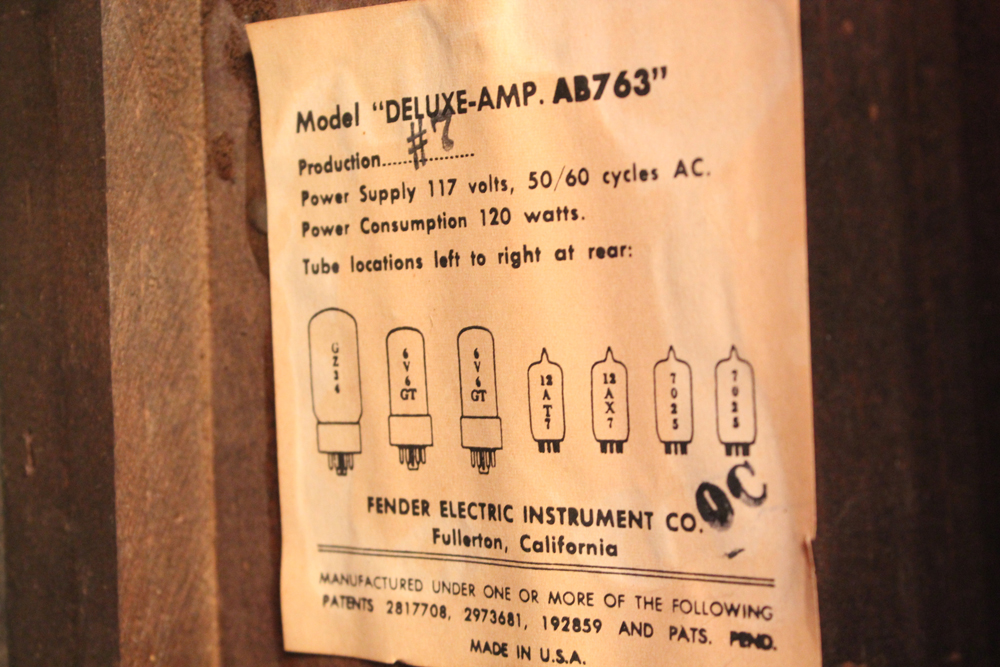 Model "DELUXE-AMP. AB763"
Production.... #7 ..........
Power Supply 117 volts, 50/60 cycles AC.
Power Consumption 120 watts.
Tube locations left to right at rear:
GZ34 6V6GT 6V6GT 12AT7 12AX7 7025 7025
OC
FENDER ELECTRIC INSTRUMENT CO.
Fullerton, California
MANUFACTURED UNDER ONE OR MORE OF THE FOLLOWING
PATENTS 2817708, 2973681, 192859 AND PATS. PEND.
MADE IN U.S.A.